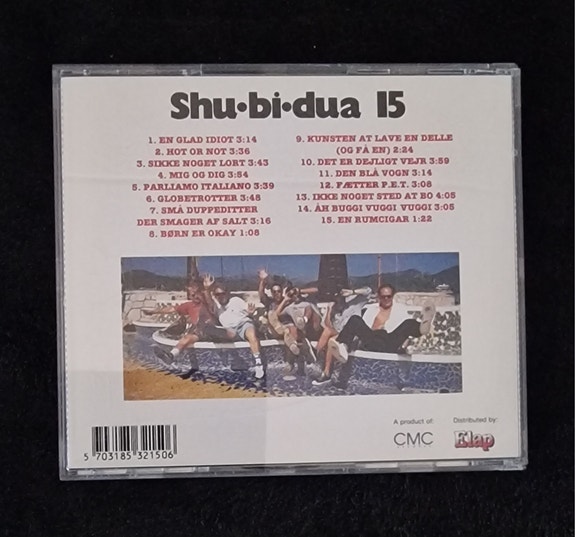 Shu•bi•dua 15
1. EN GLAD IDIOT 3:14
2. HOT OR NOT 3:36
3. SIKKE NOGET LORT 3:43
4. MIG OG DIG 3:54
5. PARLIAMO ITALIANO 3:39
6. GLOBETROTTER 3:48
7. SMÅ DUPPEDITTER
DER SMAGER AF SALT 3:16
8. BØRN ER OKAY 1:08
9. KUNSTEN AT LAVE EN DELLE
(OG FÅ EN) 2:24
10. DET ER DEJLIGT VEJR 3:59
11. DEN BLÅ VOGN 3:14
12. FÆTTER P.E.T. 3:08
13. IKKE NOGET STED AT BO 4:05
14. ÅH BUGGI VUGGI VUGGI 3:05
15. EN RUMCIGAR 1:22
5 703185 321506
A product of:
CMC
Distributed by:
Elap